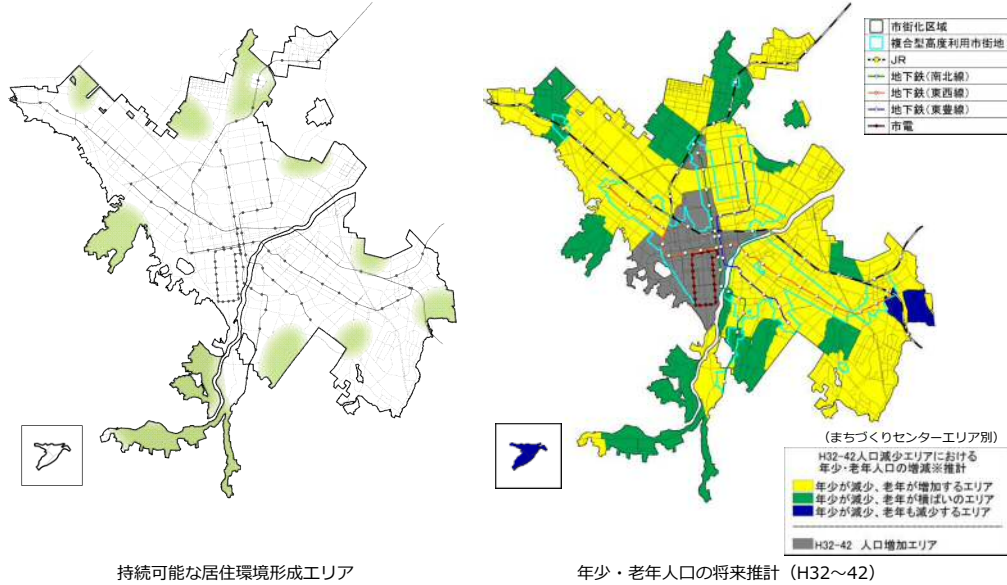 市街化区域
複合型高度利用市街地
JR
地下鉄(南北線)
地下鉄(東西線)
地下鉄(東豊線)
市電
(まちづくりセンターエリア別)
H32-42人口減少エリアにおける
年少・老年人口の増減※推計
年少が減少、老年が増加するエリア
年少が減少、老年が横ばいのエリア
年少が減少、老年も減少するエリア
H32-42 人口増加エリア
持続可能な居住環境形成エリア
年少・老年人口の将来推計（H32～42）